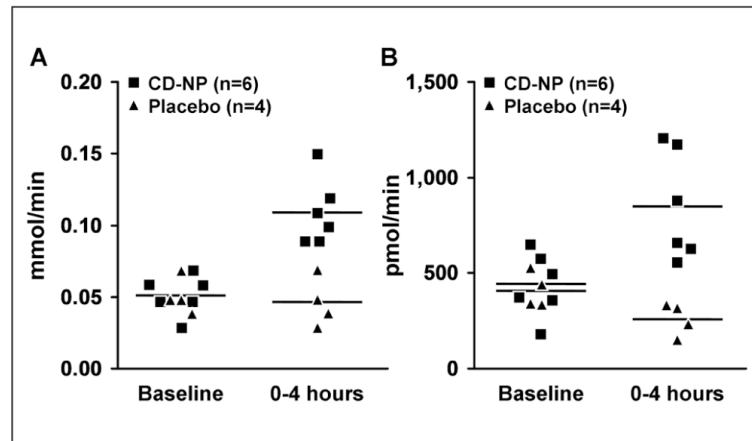 A
B
0.20
0.15
0.10
0.05
0.00
mmol/min
CD-NP (n=6)
Placebo (n=4)
Baseline
0-4 hours
1,500
1,000
500
0
pmol/min
CD-NP (n=6)
Placebo (n=4)
Baseline
0-4 hours